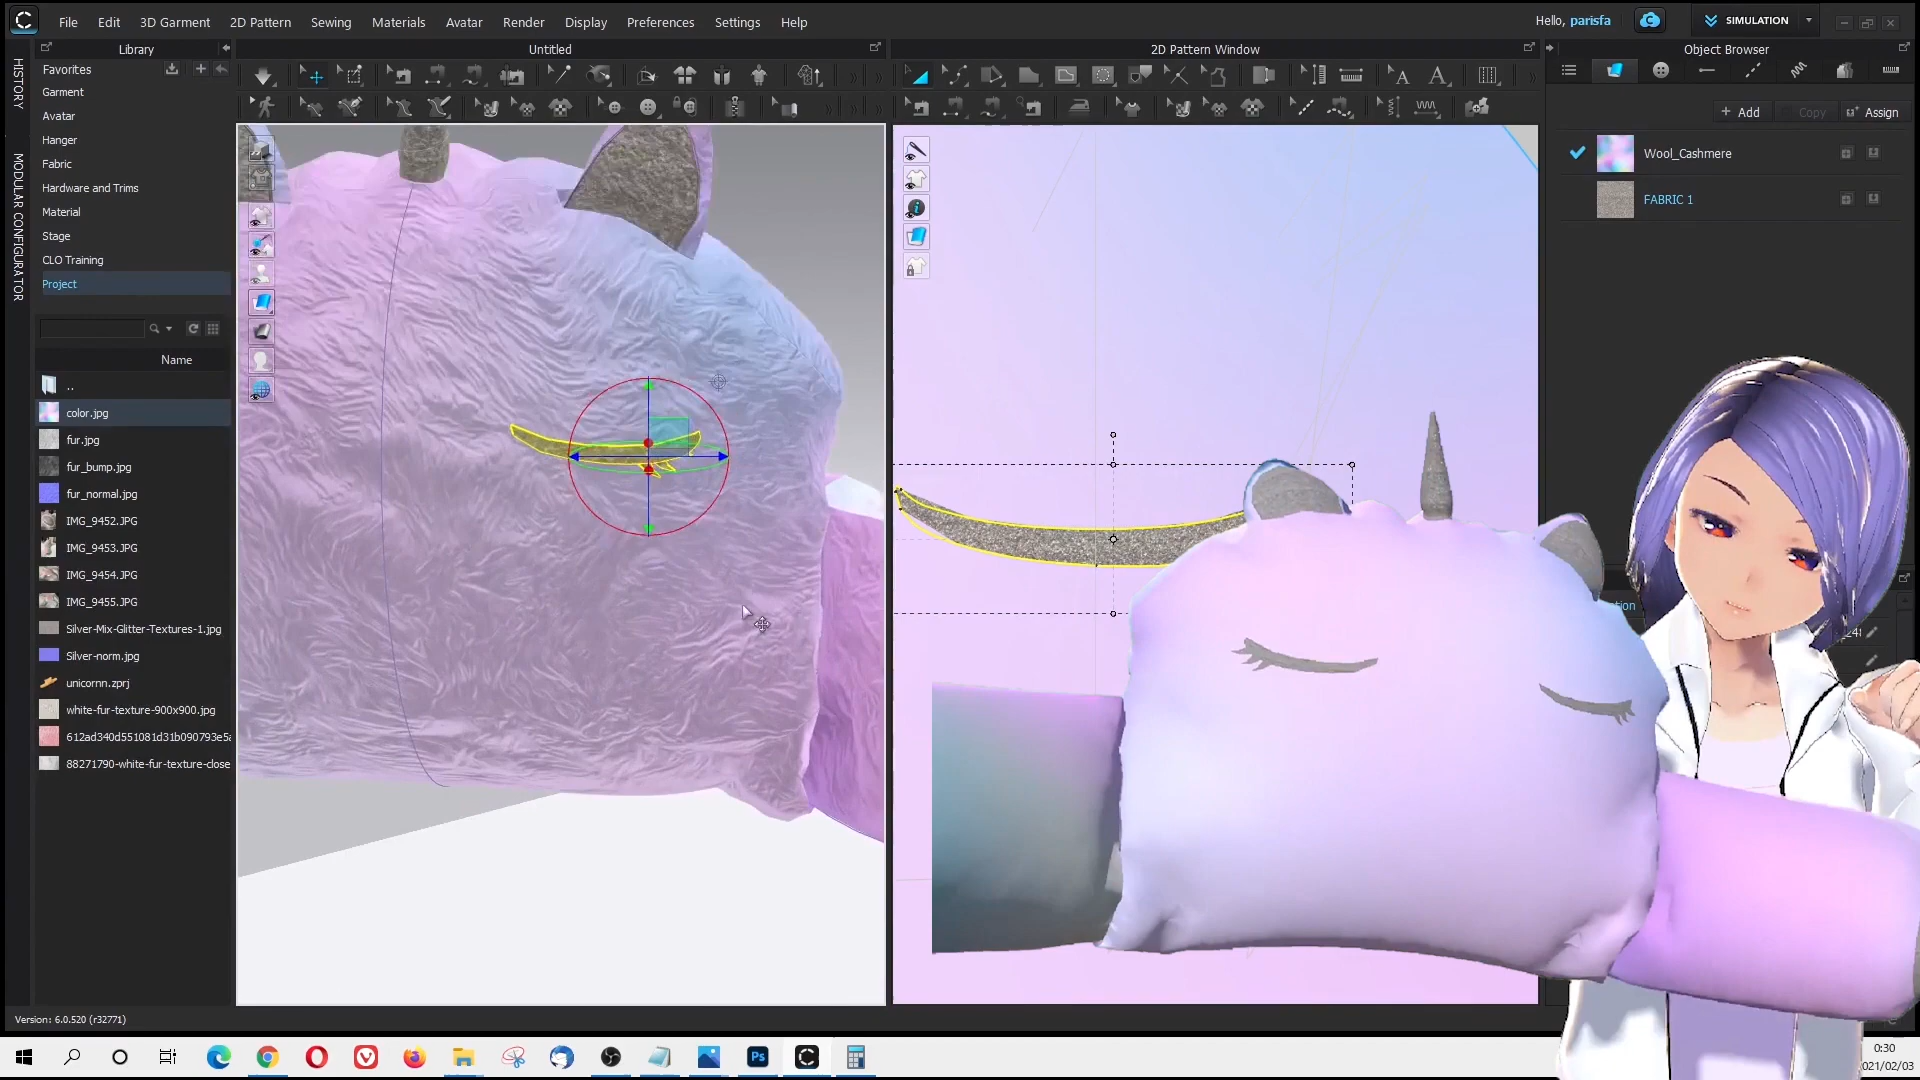 File Edit 3D Garment 2D Pattern Sewing Materials Avatar Render Display Preferences Settings Help
Hello, parisfa
SIMULATION
HISTORY
MODULAR CONFIGURATOR
Library
Favorites
Garment
Avatar
Hanger
Fabric
Hardware and Trims
Material
Stage
CLO Training
Project
Name
..
color.jpg
fur.jpg
fur_bump.jpg
fur_normal.jpg
IMG_9452.JPG
IMG_9453.JPG
IMG_9454.JPG
IMG_9455.JPG
Silver-Mix-Glitter-Textures-1.jpg
Silver-norm.jpg
unicornn.zprj
white-fur-texture-900x900.jpg
612ad340d551081d31b090793e5a
88271790-white-fur-texture-close
Version: 6.0.520 (r32771)
Untitled
2D Pattern Window
Object Browser
+ Add Copy Assign
Wool_Cashmere
FABRIC 1
0:30
021/02/03